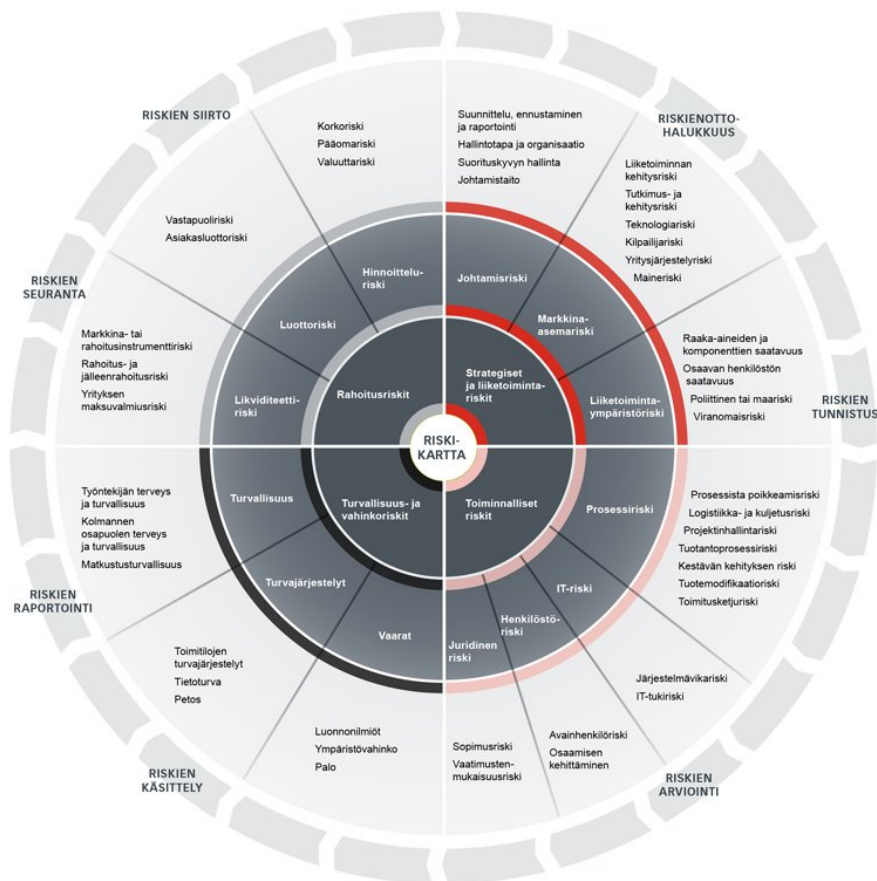 RISKIEN SIIRTO
RISKIENOTTO-
HALUKKUUS
RISKIEN
TUNNISTUS
RISKIEN
ARVIOINTI
RISKIEN
KÄSITTELY
RISKIEN
RAPORTOINTI
RISKIEN
SEURANTA
RISKI-
KARTTA
Strategiset
ja liiketoiminta-
riskit
Johtamisriski
Suunnittelu, ennustaminen
ja raportointi
Hallintotapa ja organisaatio
Suorituskyvyn hallinta
Johtamistaito
Markkina-
asemariski
Liiketoiminnan
kehitysriski
Tutkimus- ja
kehitysriski
Teknologiariski
Kilpailijariski
Yritysjärjestelyriski
Maineriski
Liiketoiminta-
ympäristöriski
Raaka-aineiden ja
komponenttien saatavuus
Osaavan henkilöstön
saatavuus
Poliittinen tai maariski
Viranomaisriski
Toiminnalliset
riskit
Prosessiriski
Prosessista poikkeamisriski
Logistiikka- ja kuljetusriski
Projektinhallintariski
Tuotantoprosessiriski
Kestävän kehityksen riski
Tuotemodifikaatioriski
Toimitusketjuriski
IT-riski
Järjestelmävikariski
IT-tukiriski
Henkilöstö-
riski
Avainhenkilöriski
Osaamisen
kehittäminen
Juridinen
riski
Sopimusriski
Vaatimusten-
mukaisuusriski
Turvallisuus- ja
vahinkoriskit
Vaarat
Luonnonilmiöt
Ympäristövahinko
Palo
Turvajärjestelyt
Toimitilojen
turvajärjestelyt
Tietoturva
Petos
Turvallisuus
Työntekijän terveys
ja turvallisuus
Kolmannen
osapuolen terveys
ja turvallisuus
Matkustusturvallisuus
Rahoitusriskit
Likviditeetti-
riski
Markkina- tai
rahoitusinstrumenttiriski
Rahoitus- ja
jälleenrahoitusriski
Yrityksen
maksuvalmiusriski
Luottoriski
Vastapuoliriski
Asiakasluottoriski
Hinnoittelu-
riski
Korkoriski
Pääomariski
Valuuttariski